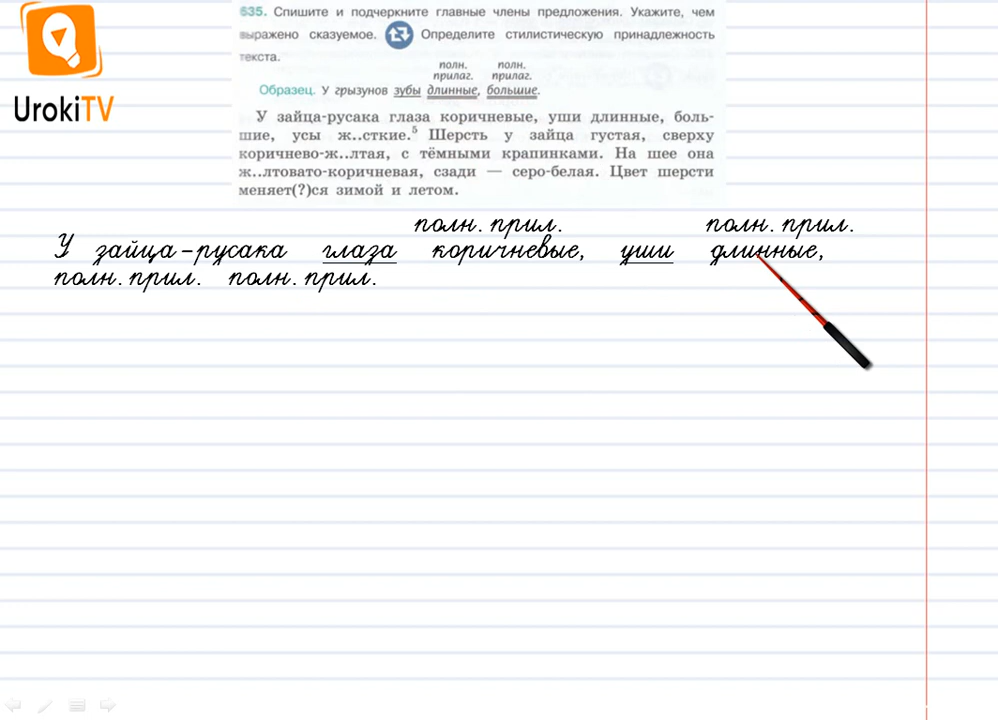 UrokiTV
635. Спишите и подчеркните главные члены предложения. Укажите, чем
выражено сказуемое. Определите стилистическую принадлежность
текста.
полн. полн.
прилаг. прилаг.
Образец. У грызунов зубы длинные, большие.
У зайца-русака глаза коричневые, уши длинные, боль-
шие, усы ж..сткие.⁵ Шерсть у зайца густая, сверху
коричнево-ж..лтая, с тёмными крапинками. На шее она
ж..лтовато-коричневая, сзади — серо-белая. Цвет шерсти
меняет(?)ся зимой и летом.
полн. прил. полн. прил.
У зайца-русака глаза коричневые, уши длинные,
полн. прил. полн. прил.